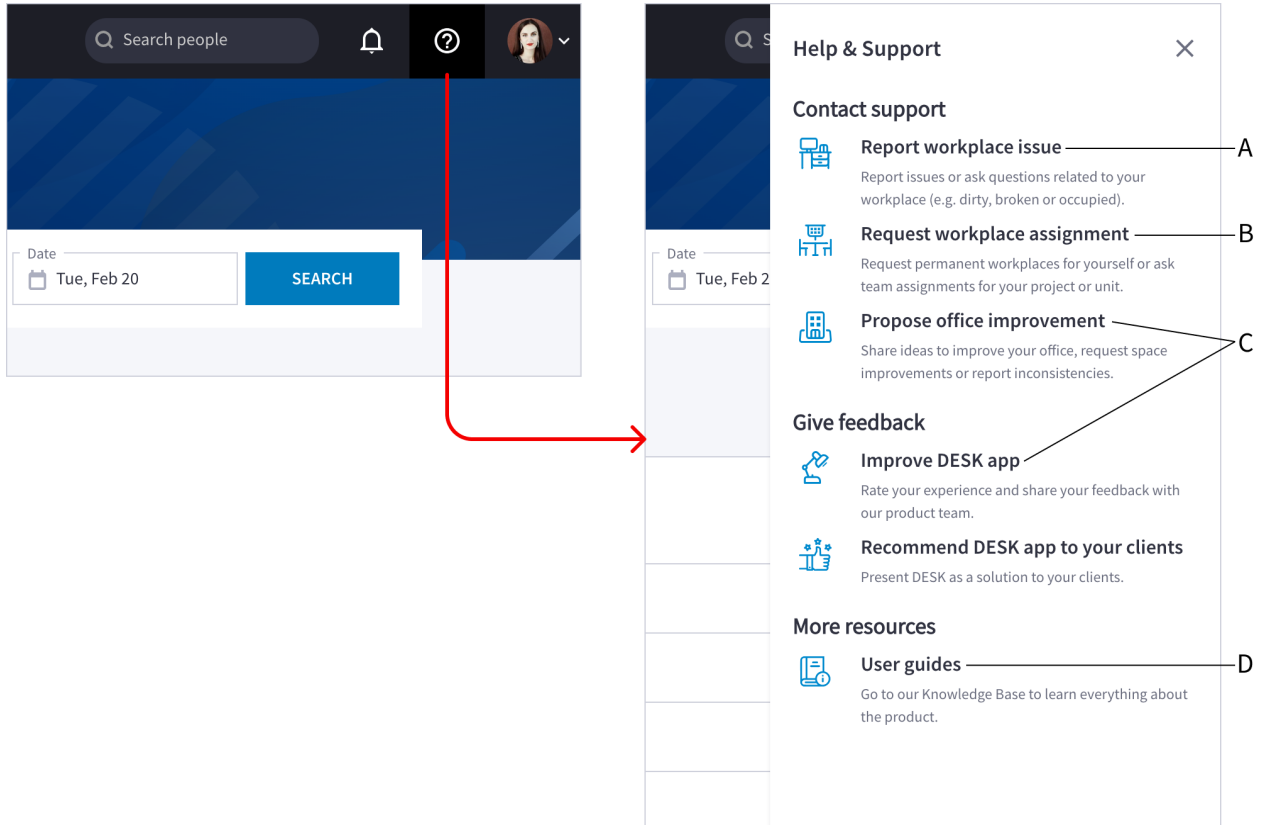 Search people
Date
Tue, Feb 20
SEARCH
S
Date
Tue, Feb 2
Help & Support
Contact support
Report workplace issue
A
Report issues or ask questions related to your
workplace (e.g. dirty, broken or occupied).
Request workplace assignment
B
Request permanent workplaces for yourself or ask
team assignments for your project or unit.
Propose office improvement
C
Share ideas to improve your office, request space
improvements or report inconsistencies.
Give feedback
Improve DESK app
Rate your experience and share your feedback with
our product team.
Recommend DESK app to your clients
Present DESK as a solution to your clients.
More resources
User guides
D
Go to our Knowledge Base to learn everything about
the product.